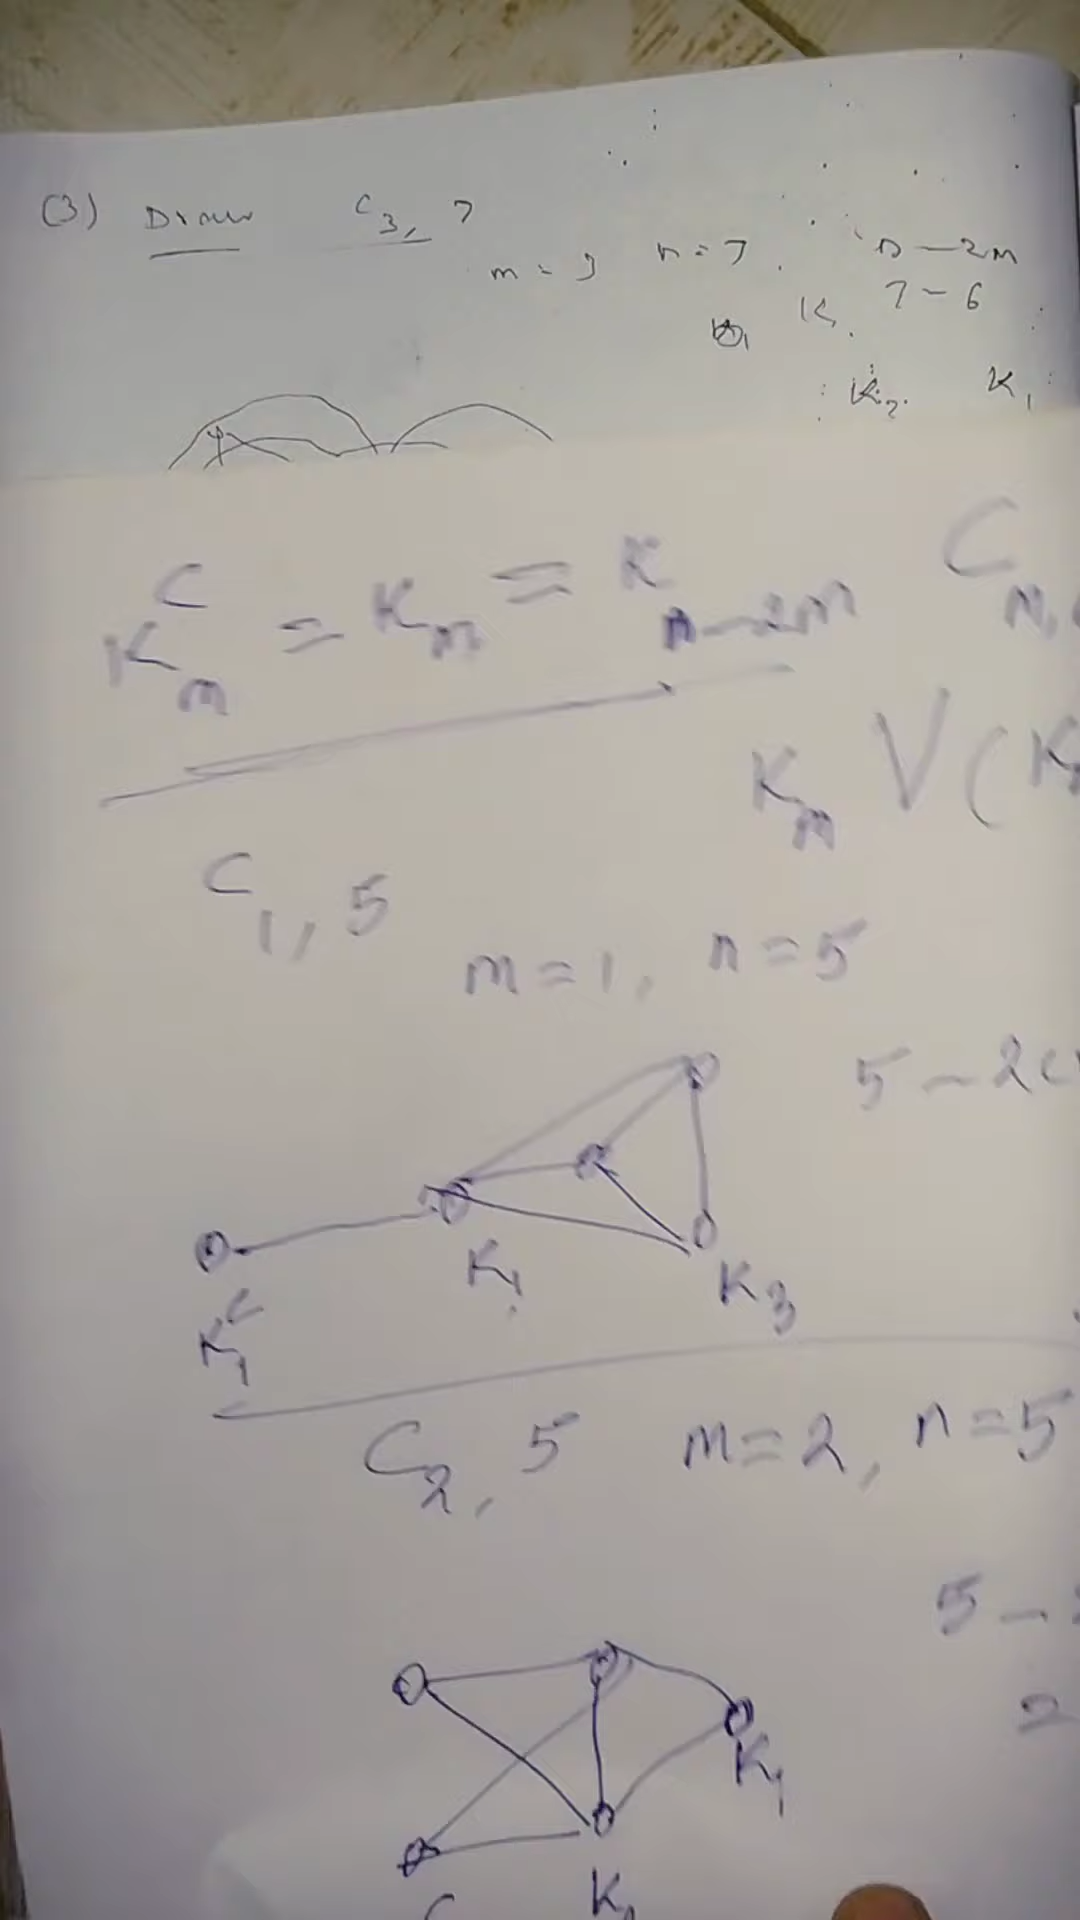 (3) Draw C3, 7
m = 3 n = 7 n - 2m
7 - 6
K1
K2 K1
K^C_m = K_m = K_n-2m C_m,
K_m V (K
C1, 5
m = 1, n = 5
5 - 2(
K1 K3
K^C_1
C2, 5 m = 2, n = 5
5 -
2
K1